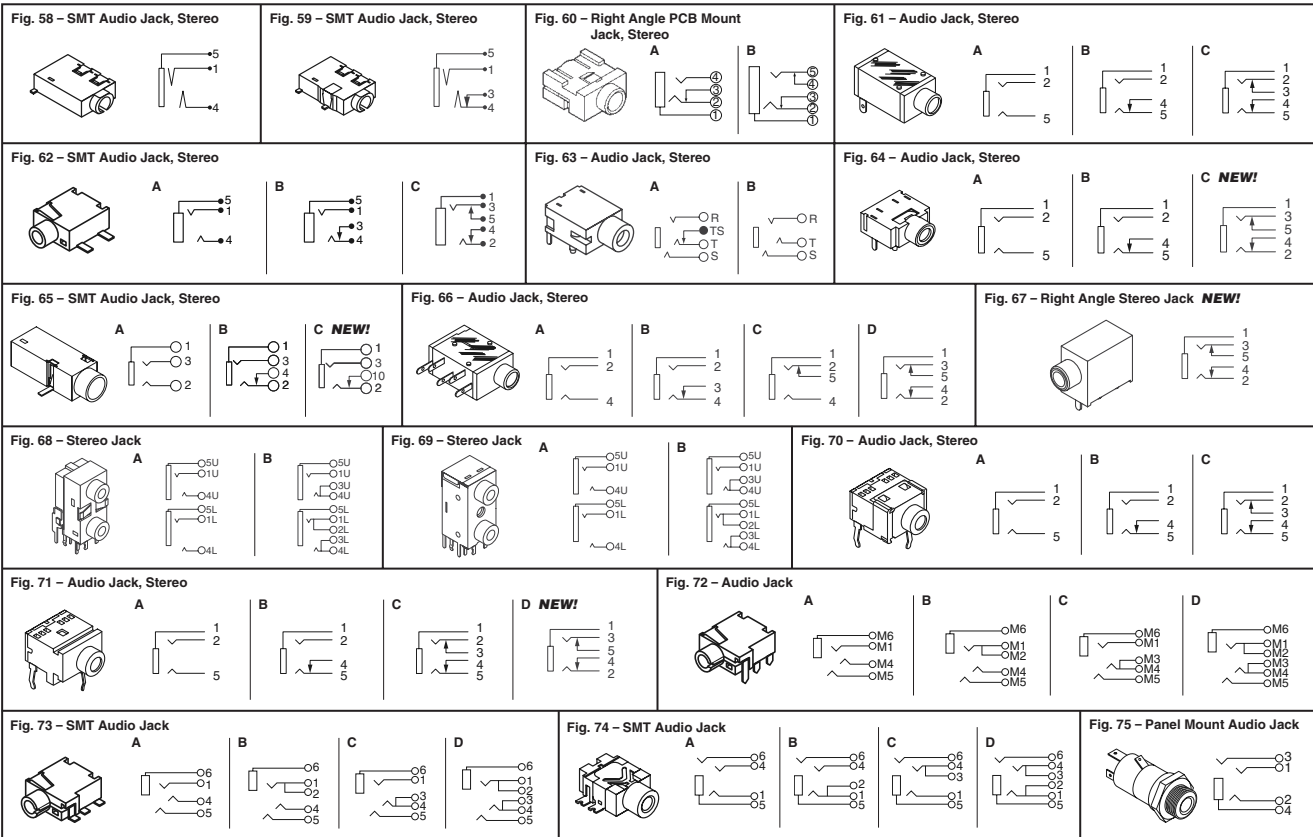 Fig. 58 – SMT Audio Jack, Stereo
5
1
4
Fig. 59 – SMT Audio Jack, Stereo
5
1
3
4
Fig. 60 – Right Angle PCB Mount
Jack, Stereo
A
4
3
2
1
B
5
4
3
2
1
Fig. 61 – Audio Jack, Stereo
A
1
2
5
B
1
2
4
5
C
1
2
3
4
5
Fig. 62 – SMT Audio Jack, Stereo
A
5
1
4
B
5
1
3
4
C
1
3
5
4
2
Fig. 63 – Audio Jack, Stereo
A
R
TS
T
S
B
R
T
S
Fig. 64 – Audio Jack, Stereo
A
1
2
5
B
1
2
4
5
C NEW!
1
3
5
4
2
Fig. 65 – SMT Audio Jack, Stereo
A
1
3
2
B
1
3
4
2
C NEW!
1
3
10
2
Fig. 66 – Audio Jack, Stereo
A
1
2
4
B
1
2
3
4
C
1
2
5
4
D
1
3
5
4
2
Fig. 67 – Right Angle Stereo Jack NEW!
1
3
5
4
2
Fig. 68 – Stereo Jack
A
5U
1U
4U
5L
1L
4L
B
5U
1U
3U
4U
5L
1L
2L
3L
4L
Fig. 69 – Stereo Jack
A
5U
1U
4U
5L
1L
4L
B
5U
1U
3U
4U
5L
1L
2L
3L
4L
Fig. 70 – Audio Jack, Stereo
A
1
2
5
B
1
2
4
5
C
1
2
3
4
5
Fig. 71 – Audio Jack, Stereo
A
1
2
5
B
1
2
4
5
C
1
2
3
4
5
D NEW!
1
3
5
4
2
Fig. 72 – Audio Jack
A
M6
M1
M4
M5
B
M6
M1
M2
M4
M5
C
M6
M1
M3
M4
M5
D
M6
M1
M2
M3
M4
M5
Fig. 73 – SMT Audio Jack
A
6
1
4
5
B
6
1
2
4
5
C
6
1
3
4
5
D
6
1
2
3
4
5
Fig. 74 – SMT Audio Jack
A
6
4
1
5
B
6
4
2
1
5
C
6
4
3
1
5
D
6
4
3
2
1
5
Fig. 75 – Panel Mount Audio Jack
3
1
2
4